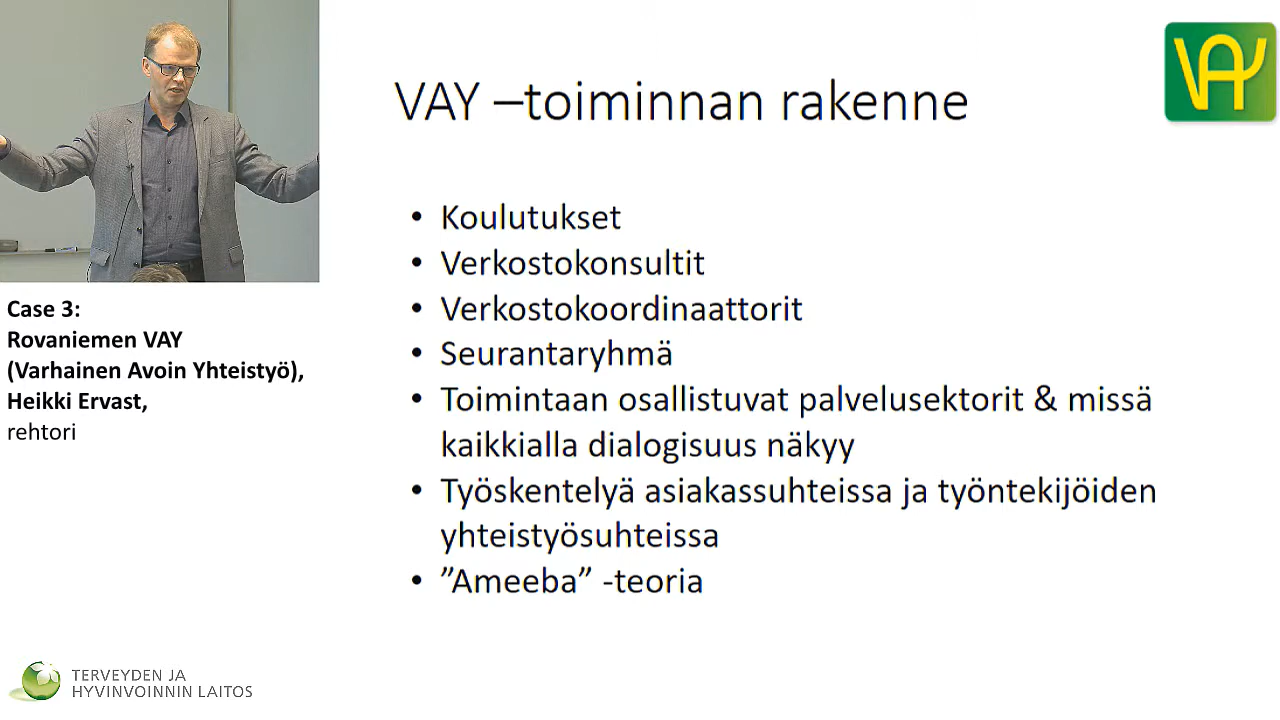 VAY
VAY –toiminnan rakenne
• Koulutukset
• Verkostokonsultit
• Verkostokoordinaattorit
• Seurantaryhmä
• Toimintaan osallistuvat palvelusektorit & missä
kaikkialla dialogisuus näkyy
• Työskentelyä asiakassuhteissa ja työntekijöiden
yhteistyösuhteissa
• ”Ameeba” -teoria
Case 3:
Rovaniemen VAY
(Varhainen Avoin Yhteistyö),
Heikki Ervast,
rehtori
TERVEYDEN JA
HYVINVOINNIN LAITOS